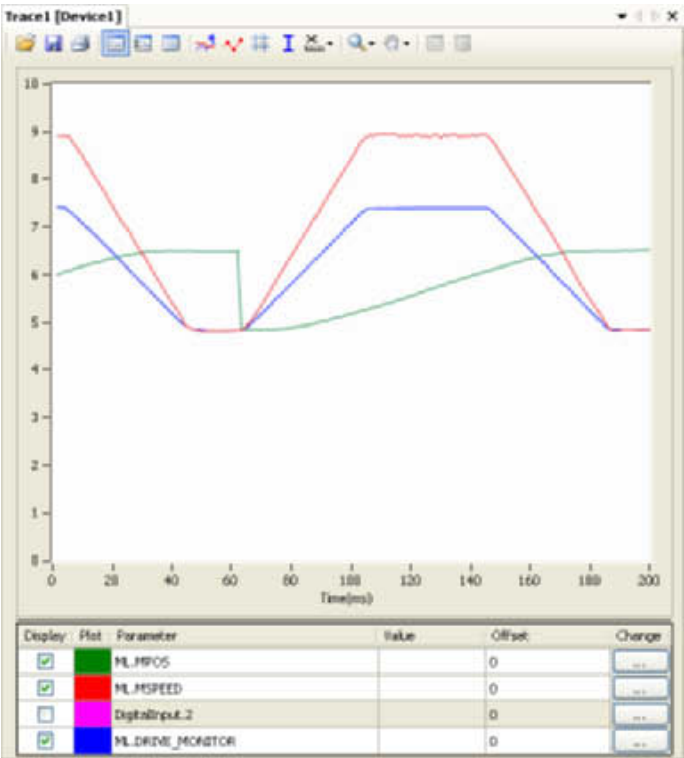 Trace1 [Device1]
10
9
8
7
6
5
4
3
2
1
0
0 20 40 60 80 100 120 140 160 180 200
Time(ms)
Display Plot Parameter Value Offset Change
ML.MPOS 0 ...
ML.MSPEED 0 ...
DigitalInput.2 0 ...
ML.DRIVE_MONITOR 0 ...